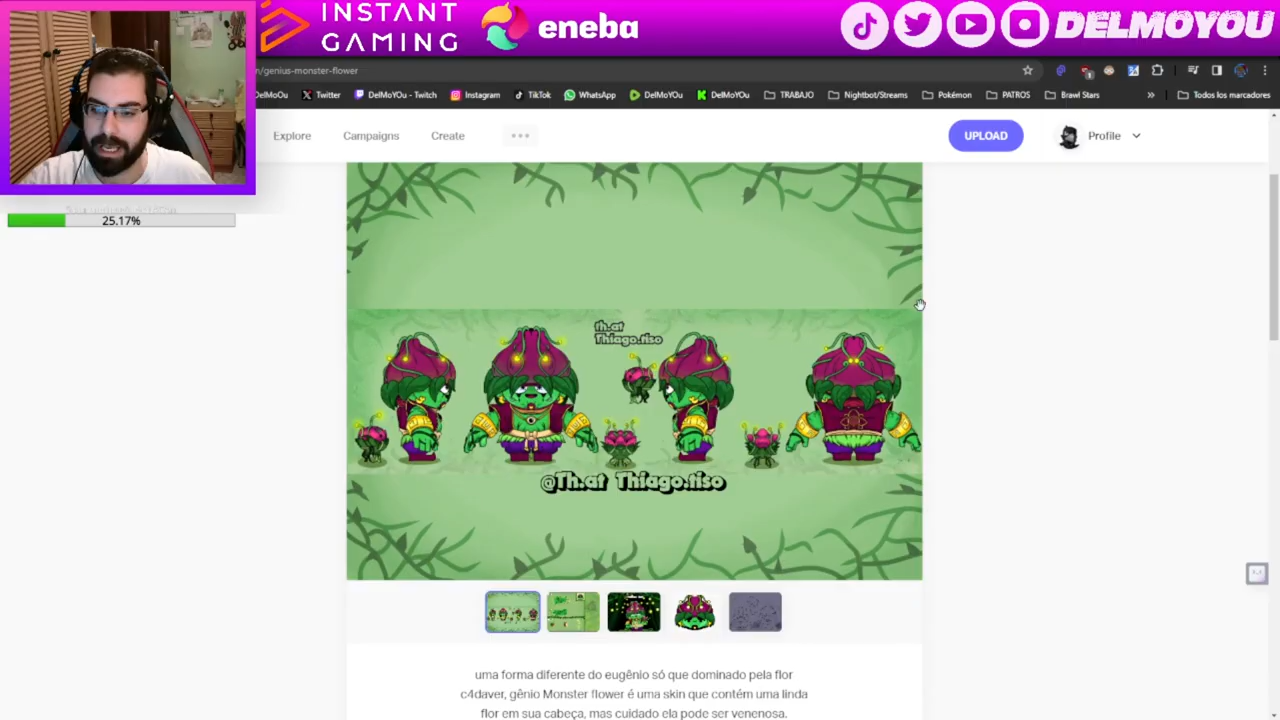 INSTANT
GAMING
eneba
DELMOYOU
n/genius-monster-flower
DelMoOu
Twitter
DelMoYOu - Twitch
Instagram
TikTok
WhatsApp
DelMoYOu
DelMoYou
TRABAJO
Nightbot/Streams
Pokémon
PATROS
Brawl Stars
»
Todos los marcadores
Explore
Campaigns
Create
UPLOAD
Profile
25.17%
th.at
Thiago.tiso
@Th.at Thiago.tiso
uma forma diferente do eugênio só que dominado pela flor
c4daver, gênio Monster flower é uma skin que contém uma linda
flor em sua cabeça, mas cuidado ela pode ser venenosa.